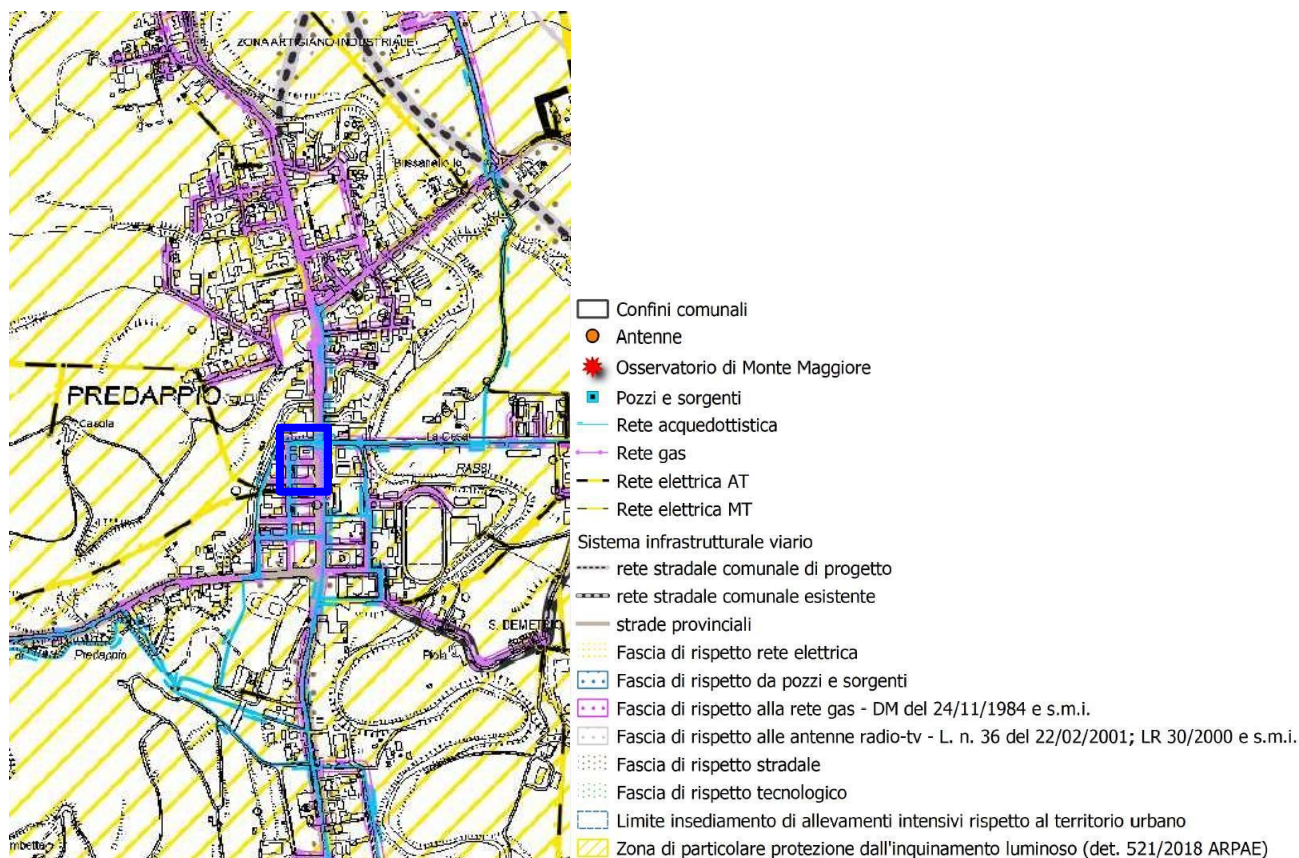 ZONA ARTIGIANO-INDUSTRIALE
FIUME
PREDAPPIO
Casola
RABBI
S. DEMETRIO
Piola
Predappio
Confini comunali
Antenne
Osservatorio di Monte Maggiore
Pozzi e sorgenti
Rete acquedottistica
Rete gas
Rete elettrica AT
Rete elettrica MT
Sistema infrastrutturale viario
rete stradale comunale di progetto
rete stradale comunale esistente
strade provinciali
Fascia di rispetto rete elettrica
Fascia di rispetto da pozzi e sorgenti
Fascia di rispetto alla rete gas - DM del 24/11/1984 e s.m.i.
Fascia di rispetto alle antenne radio-tv - L. n. 36 del 22/02/2001; LR 30/2000 e s.m.i.
Fascia di rispetto stradale
Fascia di rispetto tecnologico
Limite insediamento di allevamenti intensivi rispetto al territorio urbano
Zona di particolare protezione dall'inquinamento luminoso (det. 521/2018 ARPAE)